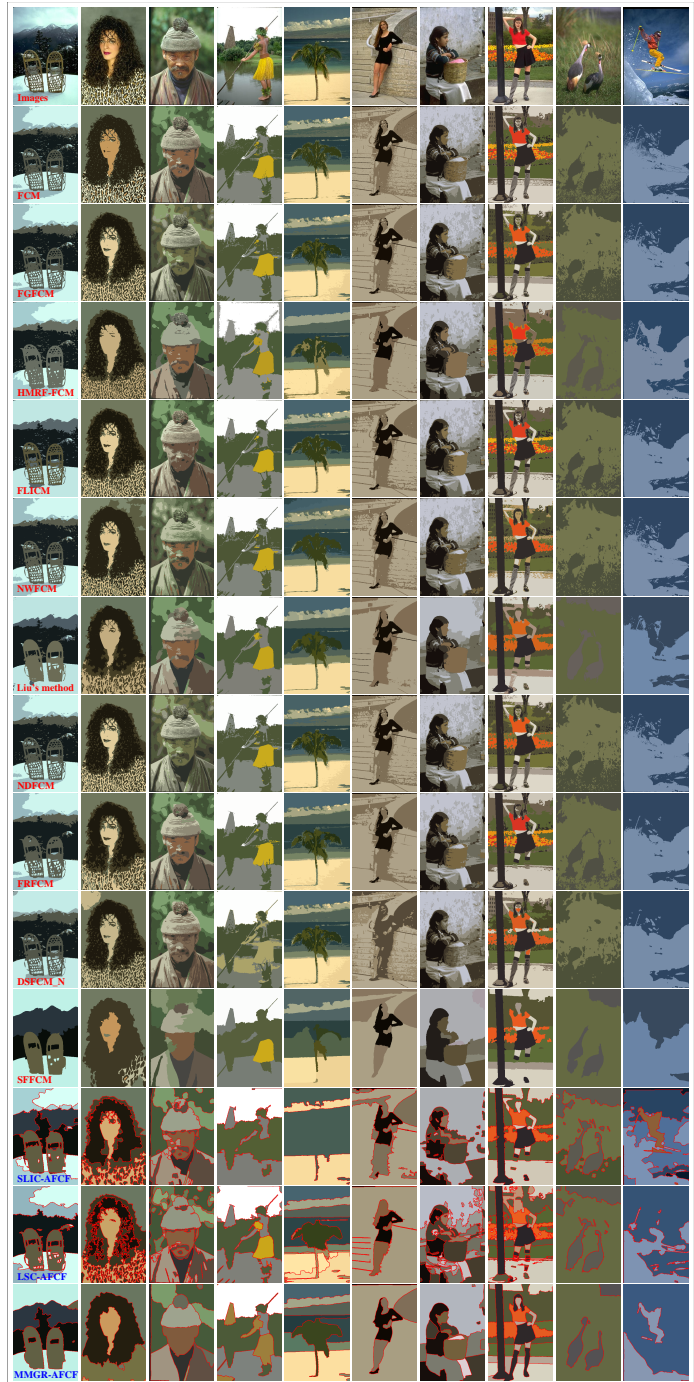 Images
FCM
FGFCM
HMRF-FCM
FLICM
NWFCM
Liu's method
NDFCM
FRFCM
DSFCM_N
SFFCM
SLIC-AFCF
LSC-AFCF
MMGR-AFCF